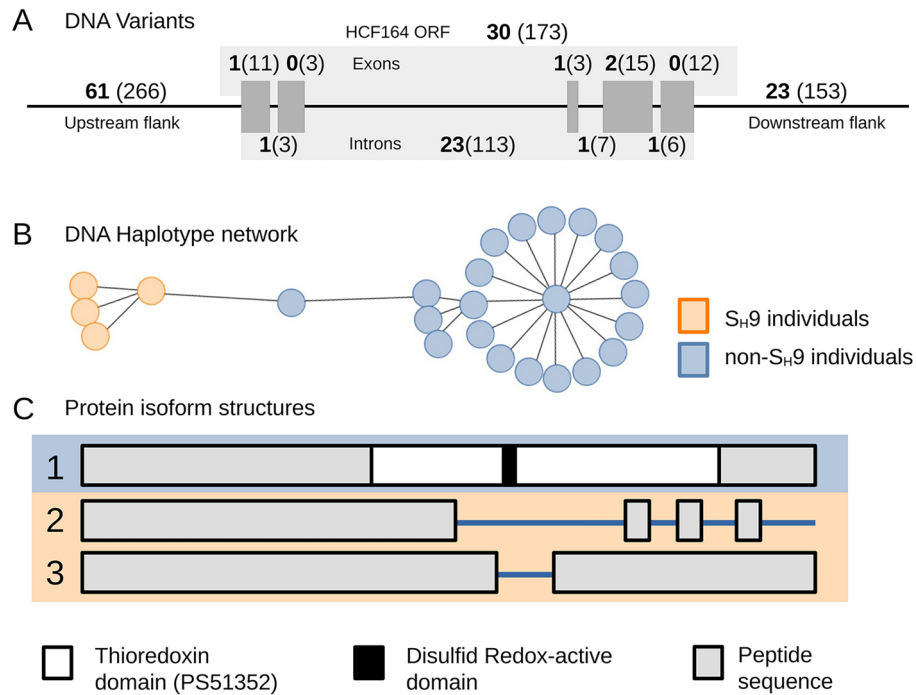 A DNA Variants
HCF164 ORF 30 (173)
1(11) 0(3) Exons 1(3) 2(15) 0(12)
61 (266) 23 (153)
Upstream flank Downstream flank
1(3) Introns 23(113) 1(7) 1(6)
B DNA Haplotype network
SH9 individuals
non-SH9 individuals
C Protein isoform structures
1
2
3
Thioredoxin
domain (PS51352)
Disulfid Redox-active
domain
Peptide
sequence